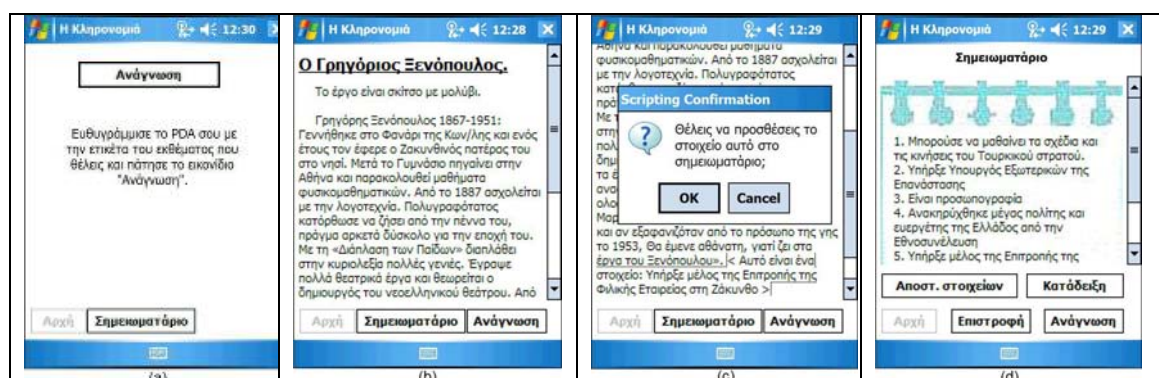 Η Κληρονομιά 12:30
Ανάγνωση
Ευθυγράμμισε το PDA σου με
την ετικέτα του εκθέματος που
θέλεις και πάτησε το εικονίδιο
"Ανάγνωση".
Αρχή Σημειωματάριο
(a)
Η Κληρονομιά 12:28
Ο Γρηγόριος Ξενόπουλος.
Το έργο είναι σκίτσο με μολύβι.
Γρηγόρης Ξενόπουλος 1867-1951:
Γεννήθηκε στο Φανάρι της Κων/λης και ενός
έτους τον έφερε ο Ζακυνθινός πατέρας του
στο νησί. Μετά το Γυμνάσιο πηγαίνει στην
Αθήνα και παρακολουθεί μαθήματα
φυσικομαθηματικών. Από το 1887 ασχολείται
με την λογοτεχνία. Πολυγραφότατος
κατόρθωσε να ζήσει από την πέννα του,
πράγμα αρκετά δύσκολο για την εποχή του.
Με τη «Διάπλαση των Παίδων» διαπλάθει
στην κυριολεξία πολλές γενιές. Έγραψε
πολλά θεατρικά έργα και θεωρείται ο
δημιουργός του νεοελληνικού θεάτρου. Από
Αρχή Σημειωματάριο Ανάγνωση
(b)
Η Κληρονομιά 12:29
Αθήνα και παρακολουθεί μαθήματα
φυσικομαθηματικών. Από το 1887 ασχολείται
με την λογοτεχνία. Πολυγραφότατος
Scripting Confirmation
Θέλεις να προσθέσεις το
στοιχείο αυτό στο
σημειωματάριο;
OK Cancel
και αν εξαφανιζόταν από το πρόσωπο της γης
το 1953, Θα έμενε αθάνατη, γιατί ζει στα
έργα του Ξενόπουλου». < Αυτό είναι ένα
στοιχείο: Υπήρξε μέλος της Επιτροπής της
Φιλικής Εταιρείας στη Ζάκυνθο >
Αρχή Σημειωματάριο Ανάγνωση
(c)
Η Κληρονομιά 12:29
Σημειωματάριο
1. Μπορούσε να μαθαίνει τα σχέδια και
τις κινήσεις του Τουρκικού στρατού.
2. Υπήρξε Υπουργός Εξωτερικών της
Επανάστασης
3. Είναι προσωπογραφία
4. Ανακηρύχθηκε μέγας πολίτης και
ευεργέτης της Ελλάδος από την
Εθνοσυνέλευση
5. Υπήρξε μέλος της Επιτροπής της
Αποστ. στοιχείων Κατάδειξη
Αρχή Επιστροφή Ανάγνωση
(d)